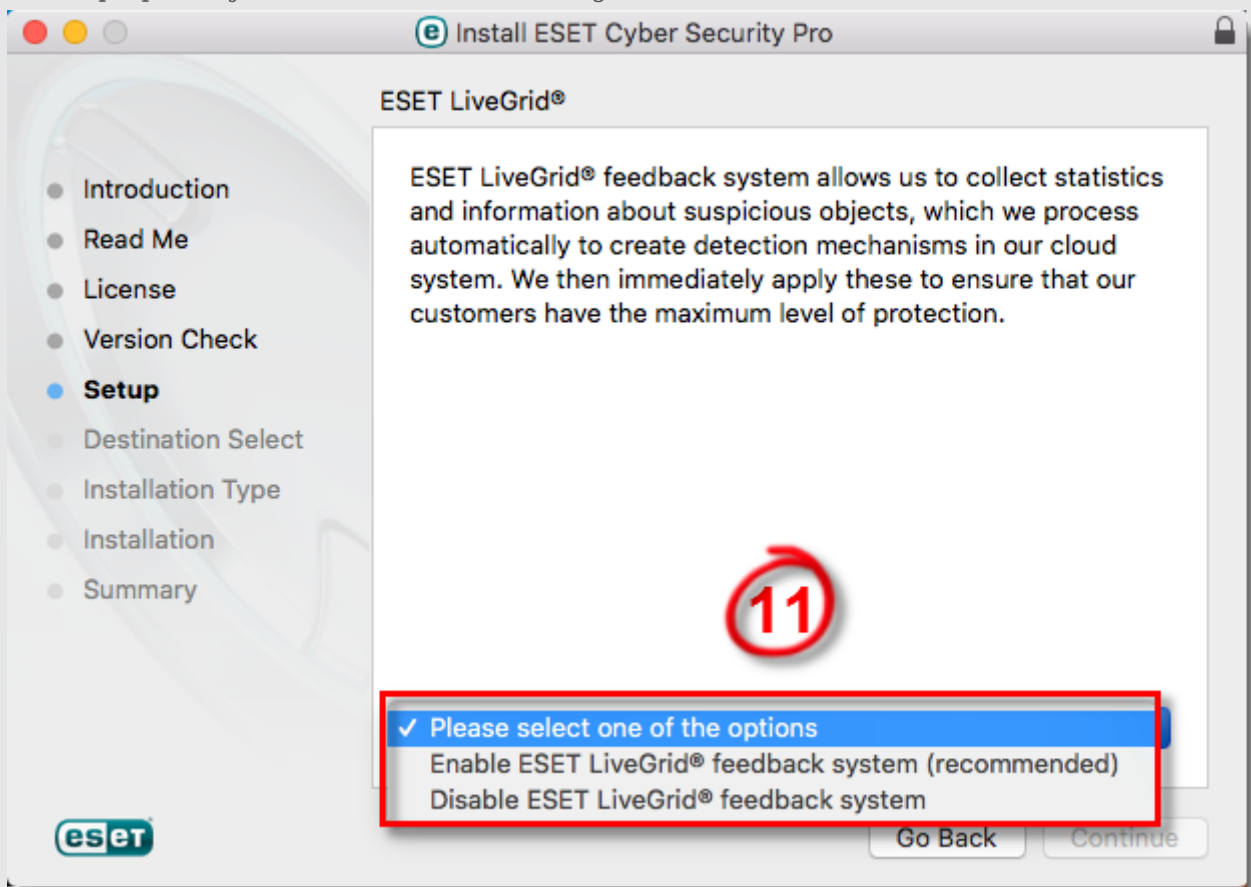 Install ESET Cyber Security Pro
ESET LiveGrid®
Introduction
Read Me
License
Version Check
Setup
Destination Select
Installation Type
Installation
Summary
ESET LiveGrid® feedback system allows us to collect statistics
and information about suspicious objects, which we process
automatically to create detection mechanisms in our cloud
system. We then immediately apply these to ensure that our
customers have the maximum level of protection.
11
✓ Please select one of the options
Enable ESET LiveGrid® feedback system (recommended)
Disable ESET LiveGrid® feedback system
eset
Go Back
Continue